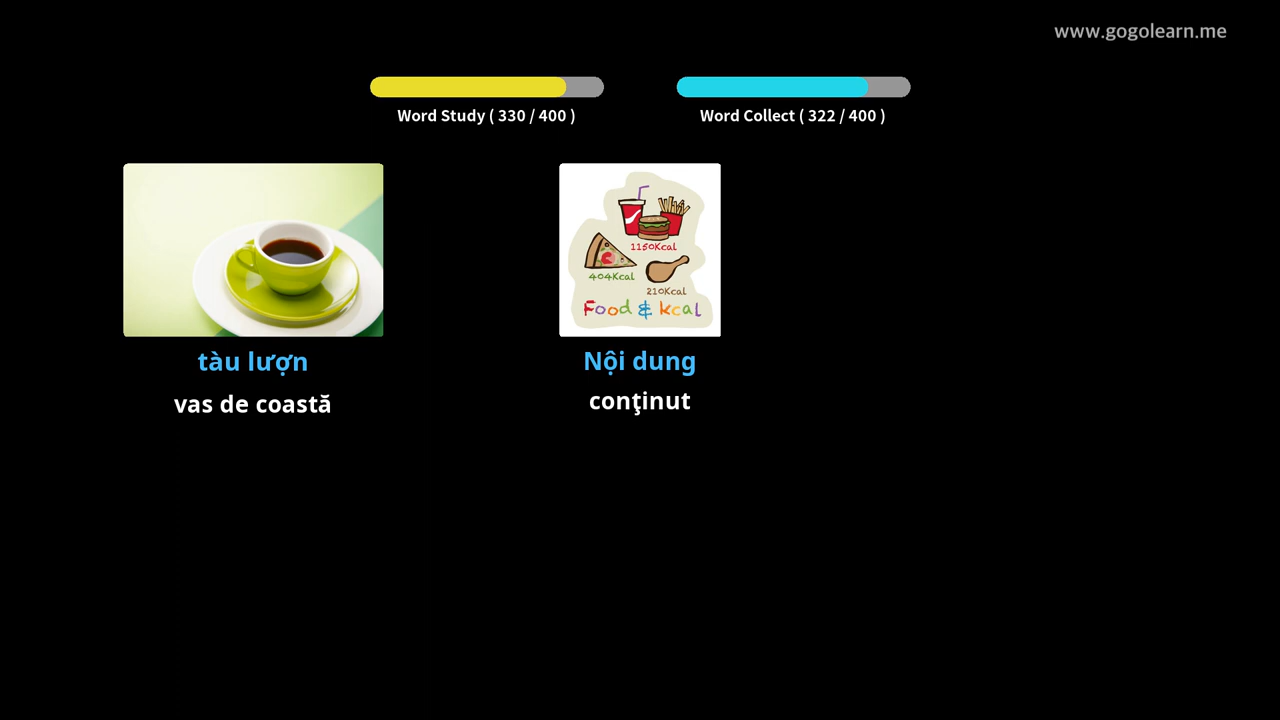 www.gogolearn.me
Word Study ( 330 / 400 )
Word Collect ( 322 / 400 )
1150Kcal
404Kcal
210Kcal
Food & kcal
tàu lượn
Nội dung
vas de coastă
conţinut